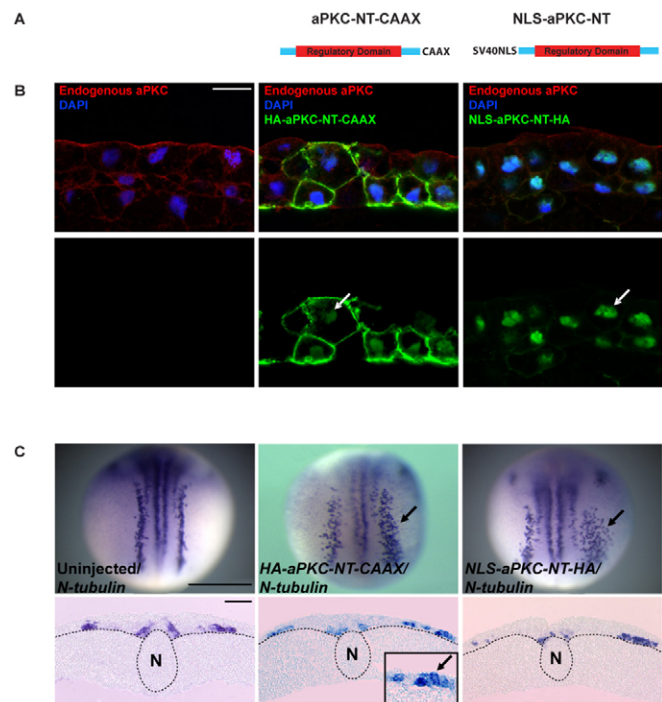 A
aPKC-NT-CAAX
NLS-aPKC-NT
Regulatory Domain
CAAX
SV40NLS
Regulatory Domain
B
Endogenous aPKC
DAPI
Endogenous aPKC
DAPI
HA-aPKC-NT-CAAX
Endogenous aPKC
DAPI
NLS-aPKC-NT-HA
C
Uninjected/
N-tubulin
HA-aPKC-NT-CAAX/
N-tubulin
NLS-aPKC-NT-HA/
N-tubulin
N
N
N